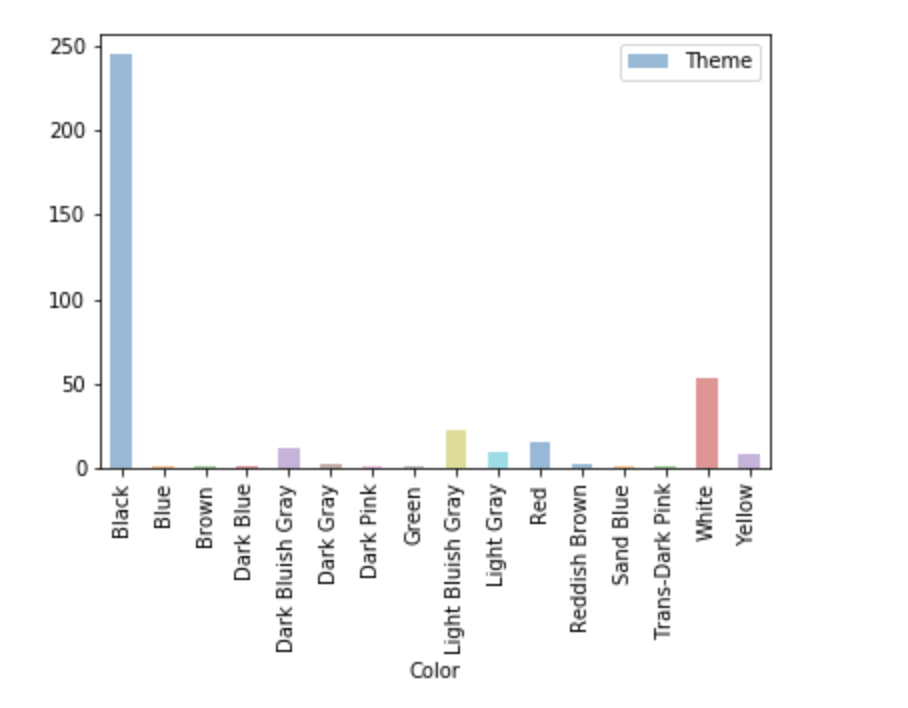 250
200
150
100
50
0
Theme
Black
Blue
Brown
Dark Blue
Dark Bluish Gray
Dark Gray
Dark Pink
Green
Light Bluish Gray
Light Gray
Red
Reddish Brown
Sand Blue
Trans-Dark Pink
White
Yellow
Color